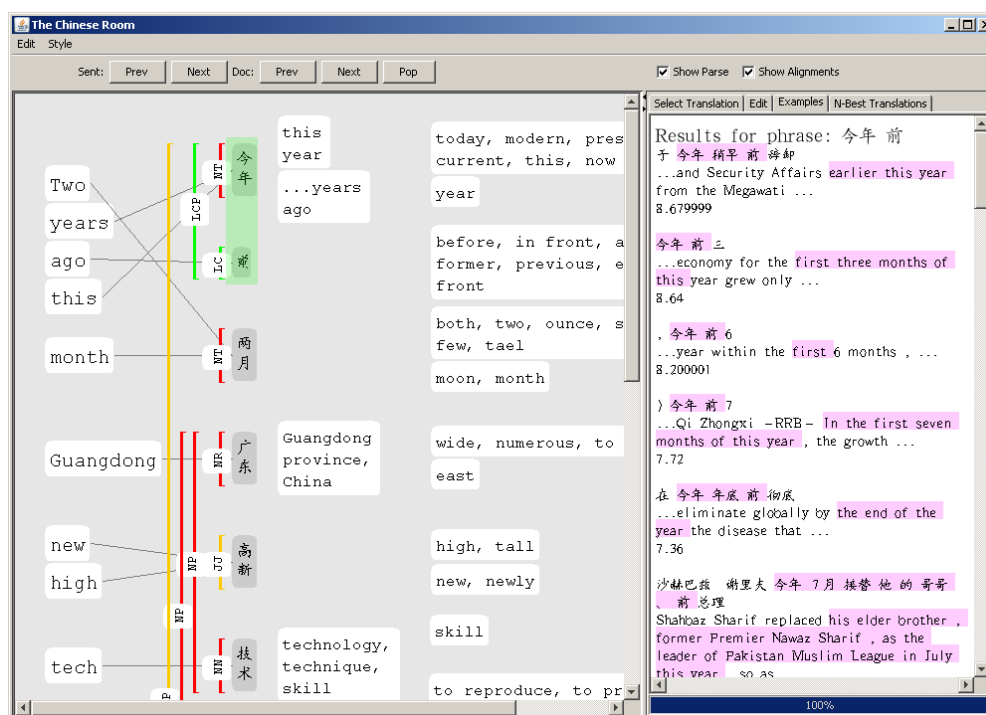 The Chinese Room
Edit Style
Sent: Prev Next Doc: Prev Next Pop
Show Parse Show Alignments
Select Translation Edit Examples N-Best Translations
Two
years
ago
this
month
Guangdong
new
high
tech
NT
LCP
LC
NT
NR
NP
JJ
NP
NN
今年
前
两月
广东
高新
技术
this
year
...years
ago
Guangdong
province,
China
technology,
technique,
skill
today, modern, pres
current, this, now
year
before, in front, a
former, previous, e
front
both, two, ounce, s
few, tael
moon, month
wide, numerous, to
east
high, tall
new, newly
skill
to reproduce, to pr
Results for phrase: 今年 前
于 今年 稍早 前 辞卸
...and Security Affairs earlier this year
from the Megawati ...
8.679999
今年 前 三
...economy for the first three months of
this year grew only ...
8.64
, 今年 前 6
...year within the first 6 months , ...
8.200001
) 今年 前 7
...Qi Zhongxi -RRB- In the first seven
months of this year , the growth ...
7.72
在 今年 年底 前 彻底
...eliminate globally by the end of the
year the disease that ...
7.36
沙赫巴兹 谢里夫 今年 7月 接替 他 的 哥哥
、 前 总理
Shahbaz Sharif replaced his elder brother ,
former Premier Nawaz Sharif , as the
leader of Pakistan Muslim League in July
this year , so as
100%